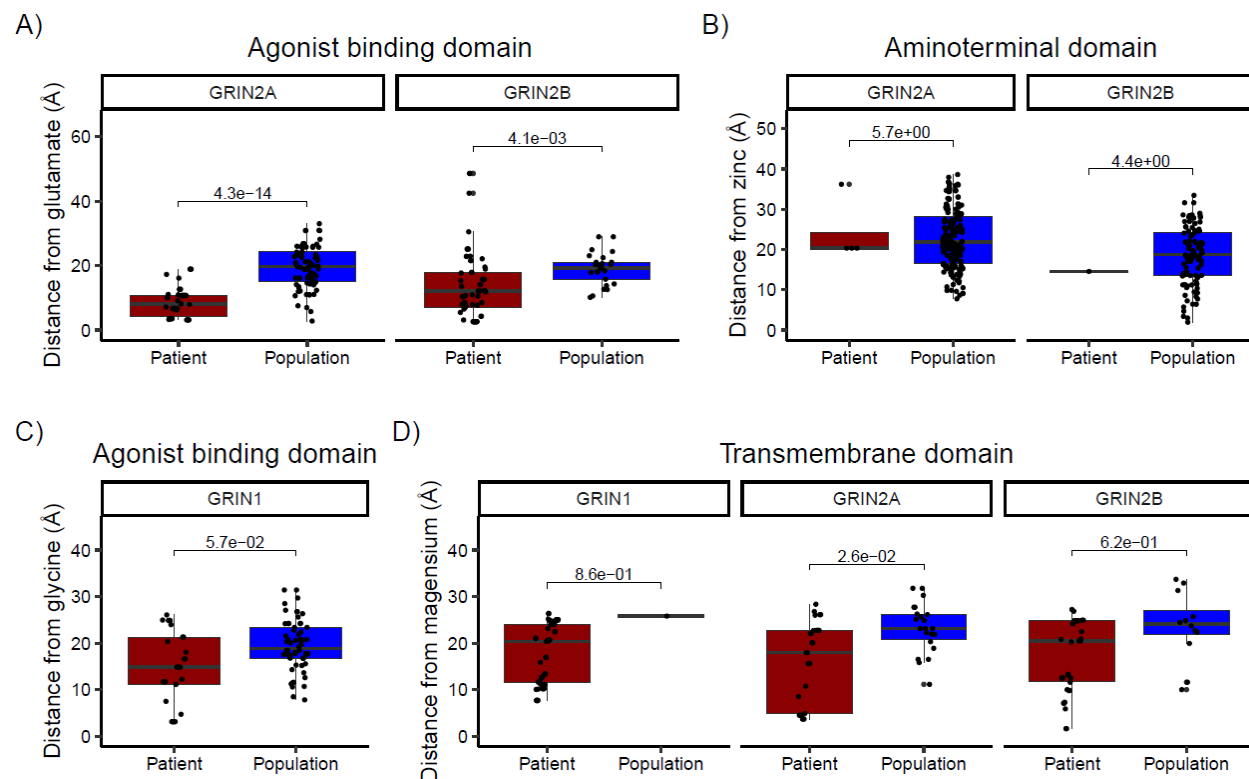 A)
Agonist binding domain
GRIN2A
GRIN2B
Distance from glutamate (Å)
60
40
20
0
4.3e−14
4.1e−03
Patient
Population
Patient
Population
B)
Aminoterminal domain
GRIN2A
GRIN2B
Distance from zinc (Å)
50
40
30
20
10
0
5.7e+00
4.4e+00
Patient
Population
Patient
Population
C)
Agonist binding domain
GRIN1
Distance from glycine (Å)
40
30
20
10
0
5.7e−02
Patient
Population
D)
Transmembrane domain
GRIN1
GRIN2A
GRIN2B
Distance from magensium (Å)
40
30
20
10
0
8.6e−01
2.6e−02
6.2e−01
Patient
Population
Patient
Population
Patient
Population